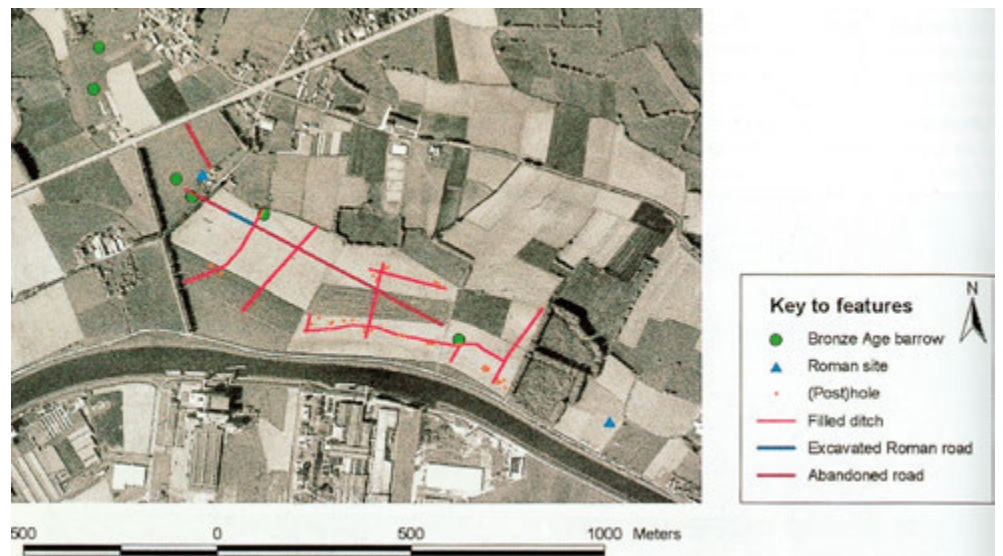 Key to features
N
Bronze Age barrow
Roman site
(Post)hole
Filled ditch
Excavated Roman road
Abandoned road
500 0 500 1000 Meters